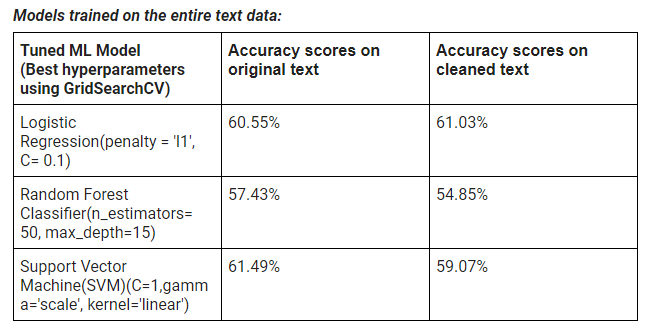 Models trained on the entire text data:
Tuned ML Model
(Best hyperparameters
using GridSearchCV)
Accuracy scores on
original text
Accuracy scores on
cleaned text
Logistic
Regression(penalty = 'l1',
C= 0.1)
60.55%
61.03%
Random Forest
Classifier(n_estimators=
50, max_depth=15)
57.43%
54.85%
Support Vector
Machine(SVM)(C=1,gamm
a='scale', kernel='linear')
61.49%
59.07%